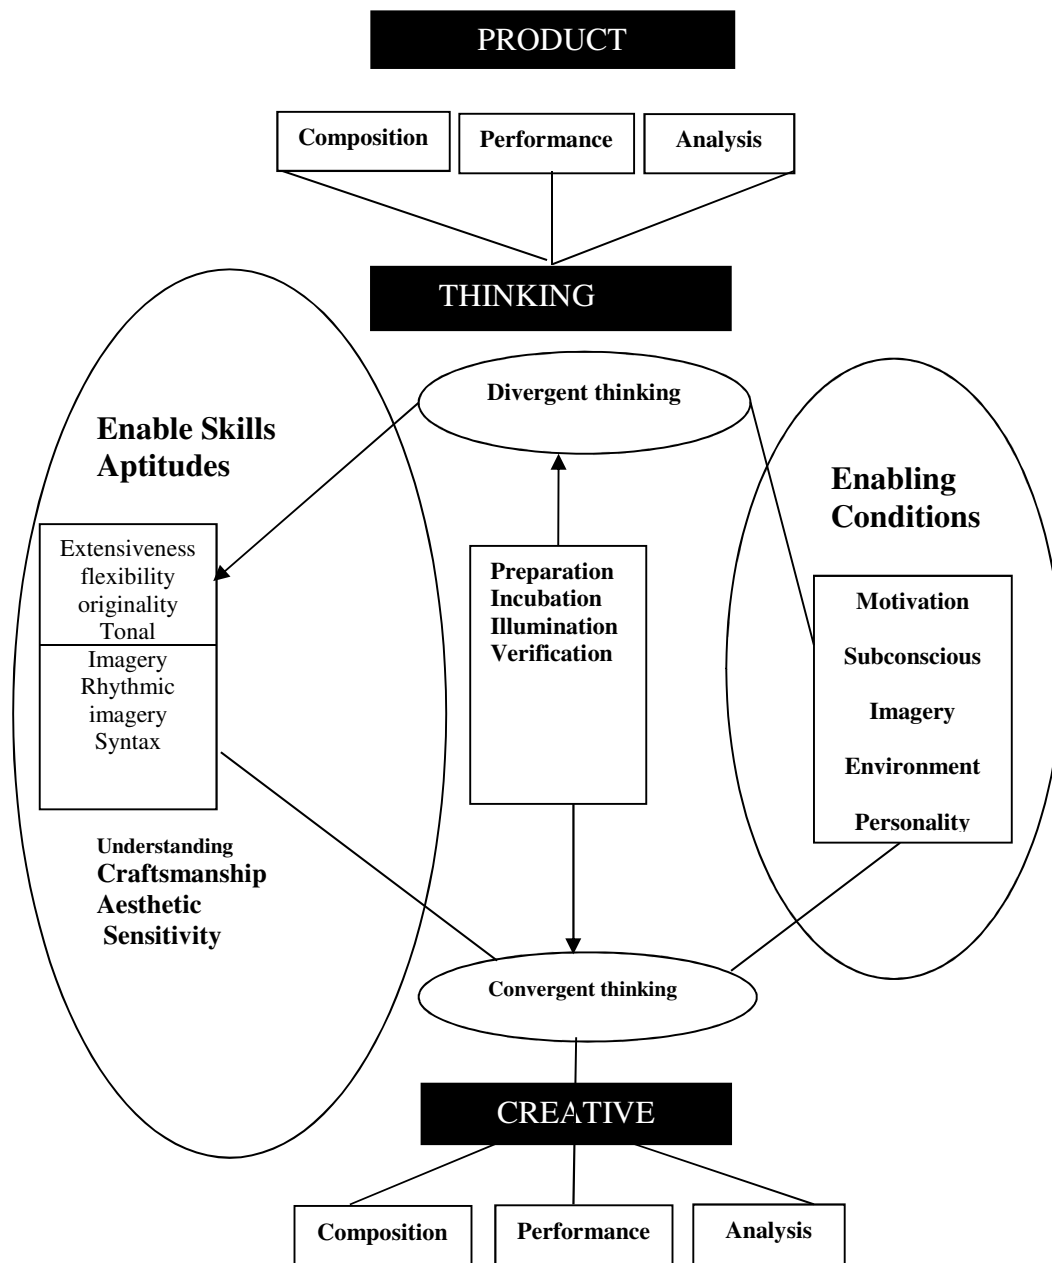 PRODUCT
Composition
Performance
Analysis
THINKING
Divergent thinking
Enable Skills
Aptitudes
Extensiveness
flexibility
originality
Tonal
Imagery
Rhythmic
imagery
Syntax
Understanding
Craftsmanship
Aesthetic
Sensitivity
Preparation
Incubation
Illumination
Verification
Enabling
Conditions
Motivation
Subconscious
Imagery
Environment
Personality
Convergent thinking
CREATIVE
Composition
Performance
Analysis